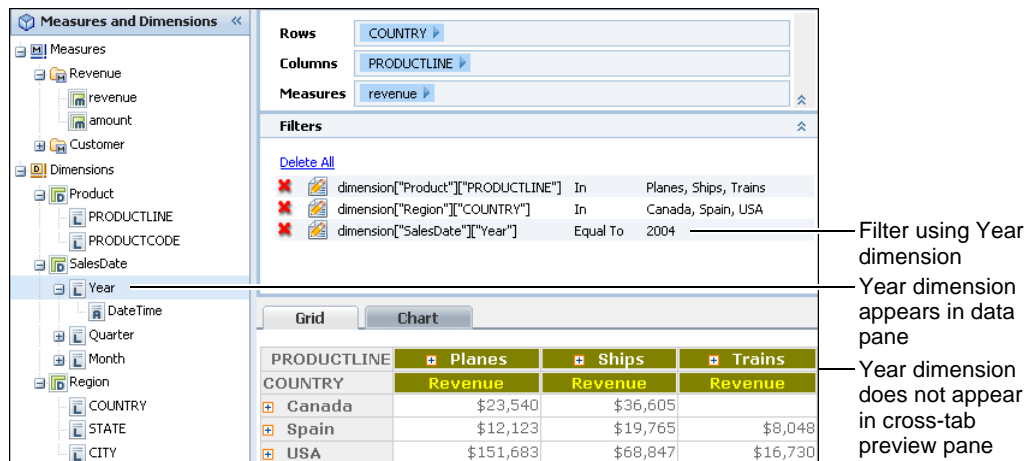 Measures and Dimensions «
Measures
Revenue
revenue
amount
Customer
Dimensions
Product
PRODUCTLINE
PRODUCTCODE
SalesDate
Year
DateTime
Quarter
Month
Region
COUNTRY
STATE
CITY
Rows COUNTRY
Columns PRODUCTLINE
Measures revenue
Filters
Delete All
dimension["Product"]["PRODUCTLINE"] In Planes, Ships, Trains
dimension["Region"]["COUNTRY"] In Canada, Spain, USA
dimension["SalesDate"]["Year"] Equal To 2004
Grid Chart
PRODUCTLINE Planes Ships Trains
COUNTRY Revenue Revenue Revenue
Canada $23,540 $36,605
Spain $12,123 $19,765 $8,048
USA $151,683 $68,847 $16,730
Filter using Year
dimension
Year dimension
appears in data
pane
Year dimension
does not appear
in cross-tab
preview pane